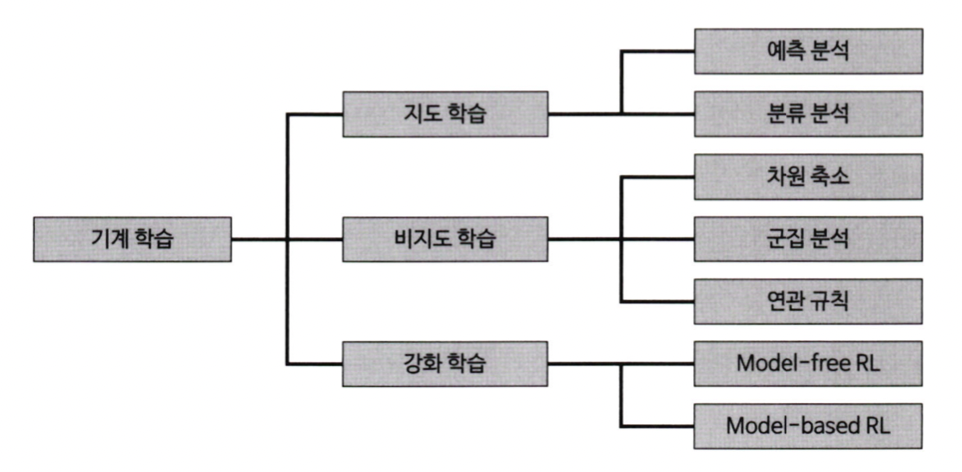 기계 학습
지도 학습
예측 분석
분류 분석
비지도 학습
차원 축소
군집 분석
연관 규칙
강화 학습
Model-free RL
Model-based RL